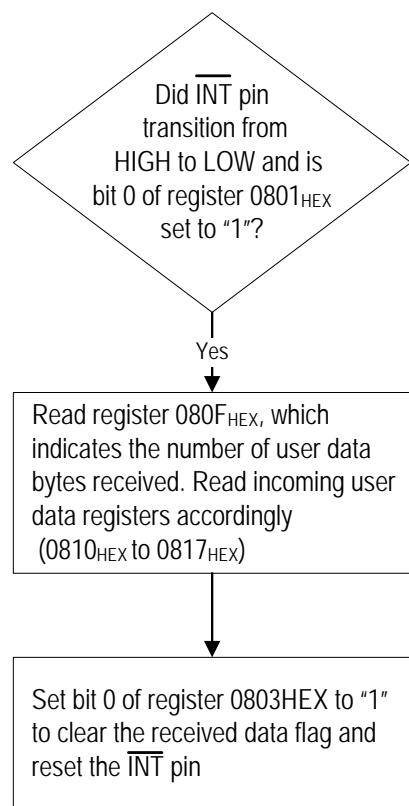 Did INT pin
transition from
HIGH to LOW and is
bit 0 of register 0801HEX
set to “1”?
Yes
Read register 080FHEX, which
indicates the number of user data
bytes received. Read incoming user
data registers accordingly
(0810HEX to 0817HEX)
Set bit 0 of register 0803HEX to “1”
to clear the received data flag and
reset the INT pin